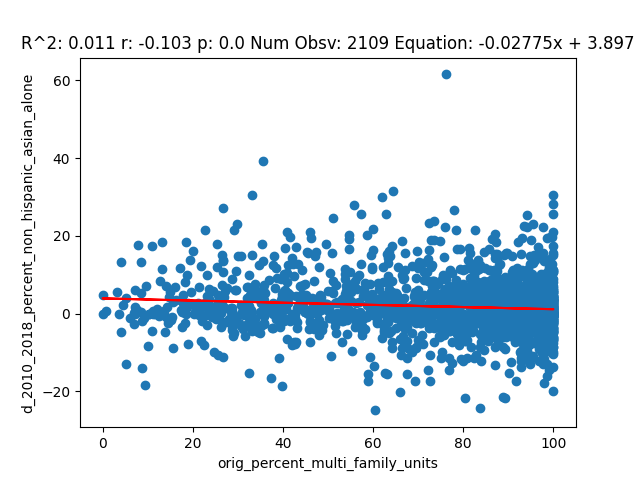 R^2: 0.011 r: -0.103 p: 0.0 Num Obsv: 2109 Equation: -0.02775x + 3.897
d_2010_2018_percent_non_hispanic_asian_alone
60
40
20
0
−20
0 20 40 60 80 100
orig_percent_multi_family_units